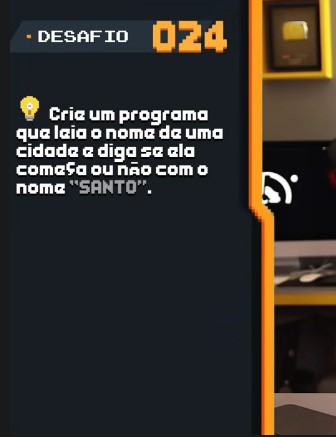 DESAFIO 024
Crie um programa
que leia o nome de uma
cidade e diga se ela
começa ou não com o
nome "SANTO".